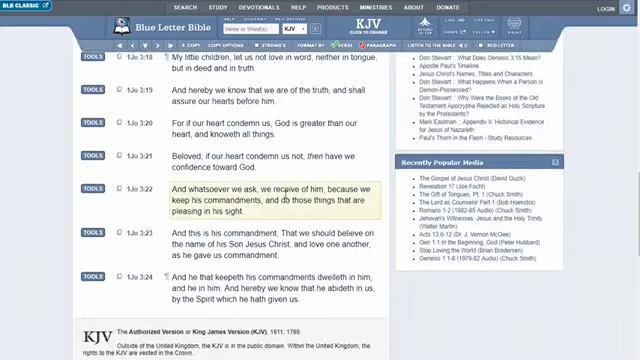 BLB CLASSIC
SEARCH STUDY DEVOTIONALS HELP PRODUCTS MINISTRIES ABOUT DONATE
LOGIN
Blue Letter Bible
HELP
Verse or Word(s)
KJV
KJV
CLICK TO CHANGE
RETURN TO TOP
LINK
CITE
SHARE
FOLLOW
COPY COPY OPTIONS STRONG'S FORMAT BY VERSE PARAGRAPH LISTEN TO THE BIBLE RED LETTER
TOOLS 1Jo 3:18 ¶ My little children, let us not love in word, neither in tongue;
but in deed and in truth.
TOOLS 1Jo 3:19 And hereby we know that we are of the truth, and shall
assure our hearts before him.
TOOLS 1Jo 3:20 For if our heart condemn us, God is greater than our
heart, and knoweth all things.
TOOLS 1Jo 3:21 Beloved, if our heart condemn us not, then have we
confidence toward God.
TOOLS 1Jo 3:22 And whatsoever we ask, we receive of him, because we
keep his commandments, and do those things that are
pleasing in his sight.
TOOLS 1Jo 3:23 And this is his commandment, That we should believe on
the name of his Son Jesus Christ, and love one another,
as he gave us commandment.
TOOLS 1Jo 3:24 ¶ And he that keepeth his commandments dwelleth in him,
and he in him. And hereby we know that he abideth in us,
by the Spirit which he hath given us.
KJV The Authorized Version or King James Version (KJV), 1611, 1769.
Outside of the United Kingdom, the KJV is in the public domain. Within the United Kingdom, the
rights to the KJV are vested in the Crown.
Don Stewart :: What Does Genesis 3:15 Mean?
Apostle Paul's Timeline
Jesus Christ's Names, Titles and Characters
Don Stewart :: What Happens When a Person Is
Demon-Possessed?
Don Stewart :: Why Were the Books of the Old
Testament Apocrypha Rejected as Holy Scripture
by the Protestants?
Mark Eastman :: Appendix II: Historical Evidence
for Jesus of Nazareth
Paul's Thorn in the Flesh - Study Resources
Recently Popular Media
The Gospel of Jesus Christ (David Guzik)
Revelation 17 (Joe Focht)
The Gift of Tongues, Pt. 1 (Chuck Smith)
The Lord as Counselor Part 1 (Bob Hoekstra)
Romans 1-2 (1982-85 Audio) (Chuck Smith)
Jehovah's Witnesses, Jesus and the Holy Trinity
(Walter Martin)
Acts 13.6-12 (Dr. J. Vernon McGee)
Gen 1:1 In the Beginning, God (Peter Hubbard)
Stop Loving the World (Brian Brodersen)
Genesis 1:1-8 (1979-82 Audio) (Chuck Smith)